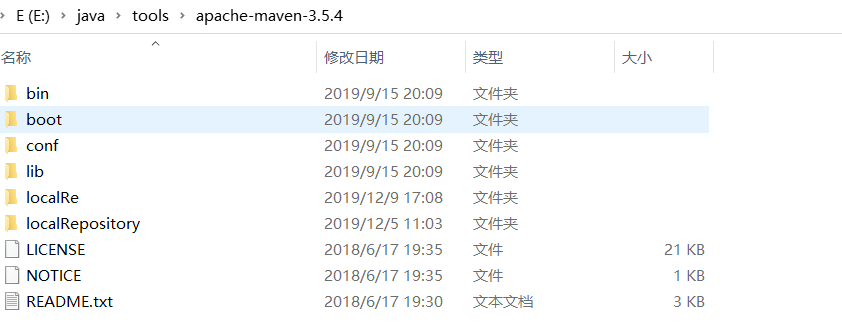 E (E:) java tools apache-maven-3.5.4
名称 修改日期 类型 大小
bin 2019/9/15 20:09 文件夹
boot 2019/9/15 20:09 文件夹
conf 2019/9/15 20:09 文件夹
lib 2019/9/15 20:09 文件夹
localRe 2019/12/9 17:08 文件夹
localRepository 2019/12/5 11:03 文件夹
LICENSE 2018/6/17 19:35 文件 21 KB
NOTICE 2018/6/17 19:35 文件 1 KB
README.txt 2018/6/17 19:30 文本文档 3 KB